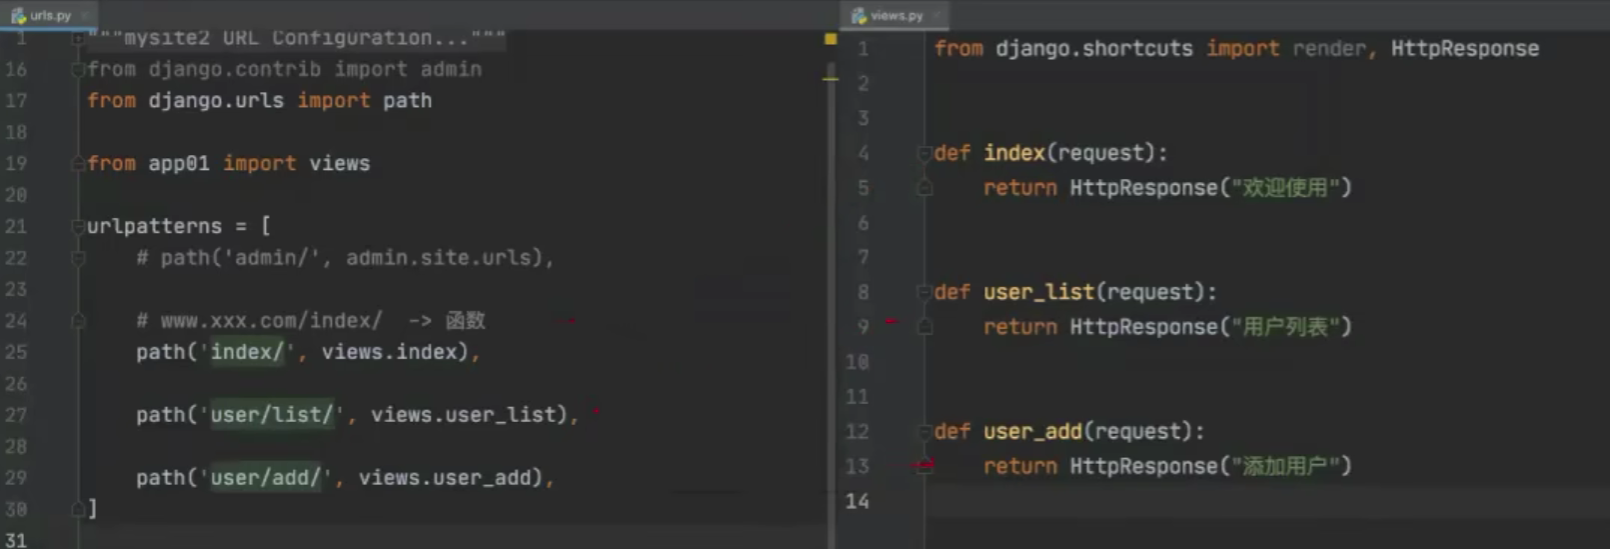 urls.py
1 """mysite2 URL Configuration..."""
16 from django.contrib import admin
17 from django.urls import path
18
19 from app01 import views
20
21 urlpatterns = [
22 # path('admin/', admin.site.urls),
23
24 # www.xxx.com/index/ -> 函数
25 path('index/', views.index),
26
27 path('user/list/', views.user_list),
28
29 path('user/add/', views.user_add),
30 ]
31
views.py
1 from django.shortcuts import render, HttpResponse
2
3
4 def index(request):
5 return HttpResponse("欢迎使用")
6
7
8 def user_list(request):
9 return HttpResponse("用户列表")
10
11
12 def user_add(request):
13 return HttpResponse("添加用户")
14